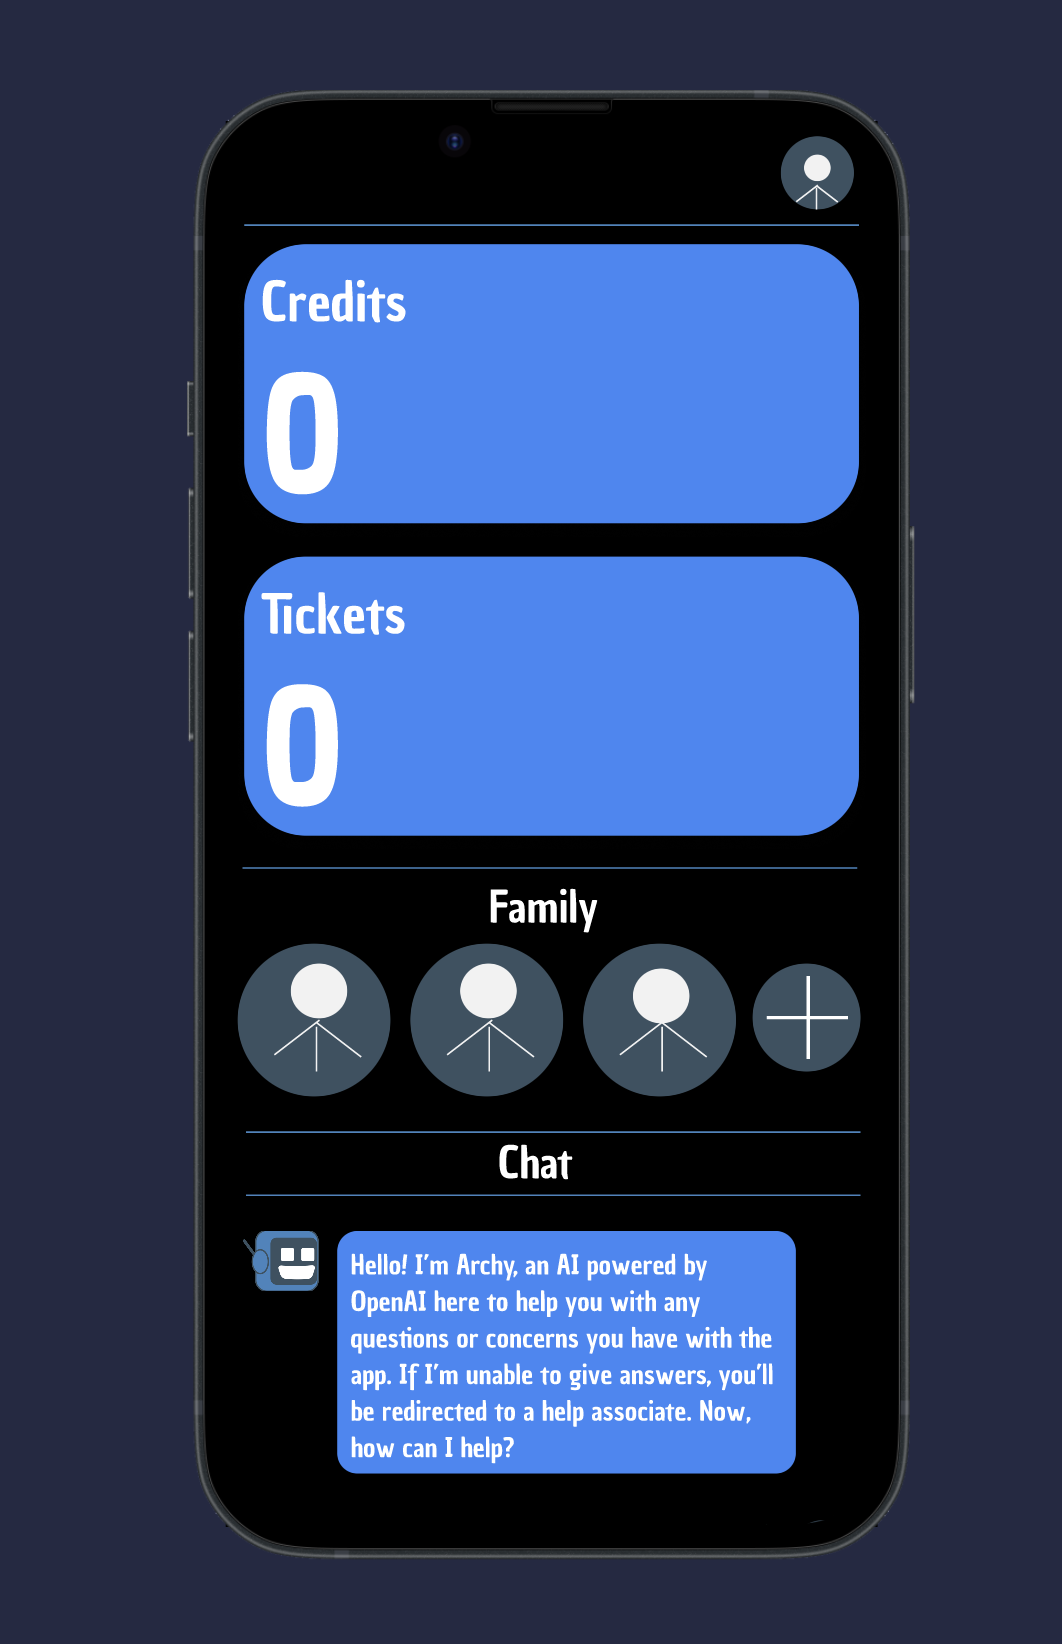 Credits
0
Tickets
0
Family
Chat
Hello! I'm Archy, an AI powered by
OpenAI here to help you with any
questions or concerns you have with the
app. If I'm unable to give answers, you'll
be redirected to a help associate. Now,
how can I help?